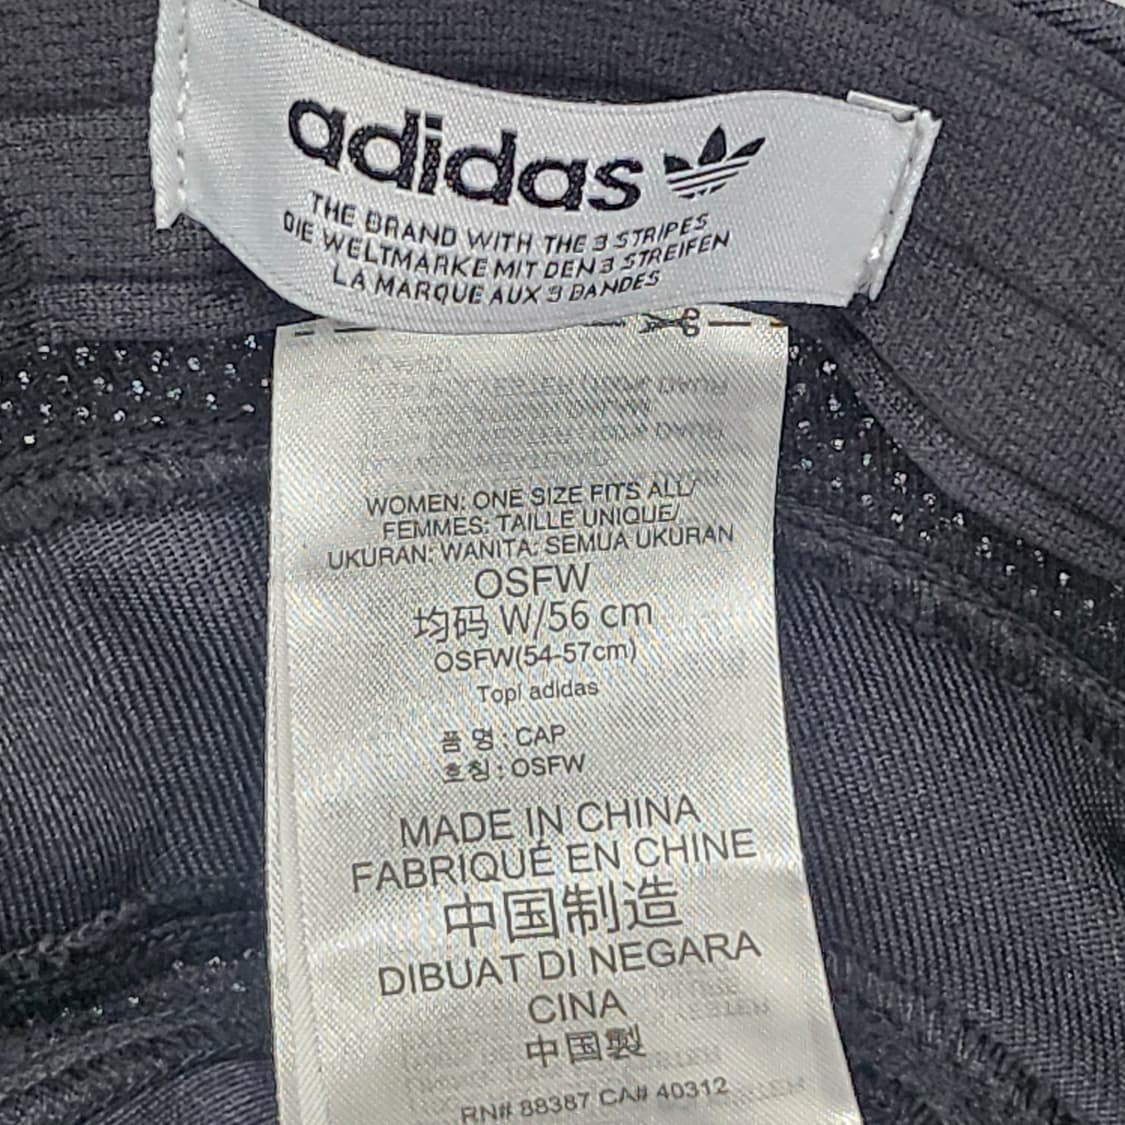 adidas
THE BRAND WITH THE 3 STRIPES
DIE WELTMARKE MIT DEN 3 STREIFEN
LA MARQUE AUX 3 BANDES
WOMEN: ONE SIZE FITS ALL/
FEMMES: TAILLE UNIQUE/
UKURAN: WANITA: SEMUA UKURAN
OSFW
均码 W/56 cm
OSFW(54-57cm)
Topi adidas
품 명 : CAP
호칭 : OSFW
MADE IN CHINA
FABRIQUÉ EN CHINE
中国制造
DIBUAT DI NEGARA
CINA
中国製
RN# 88387 CA# 40312